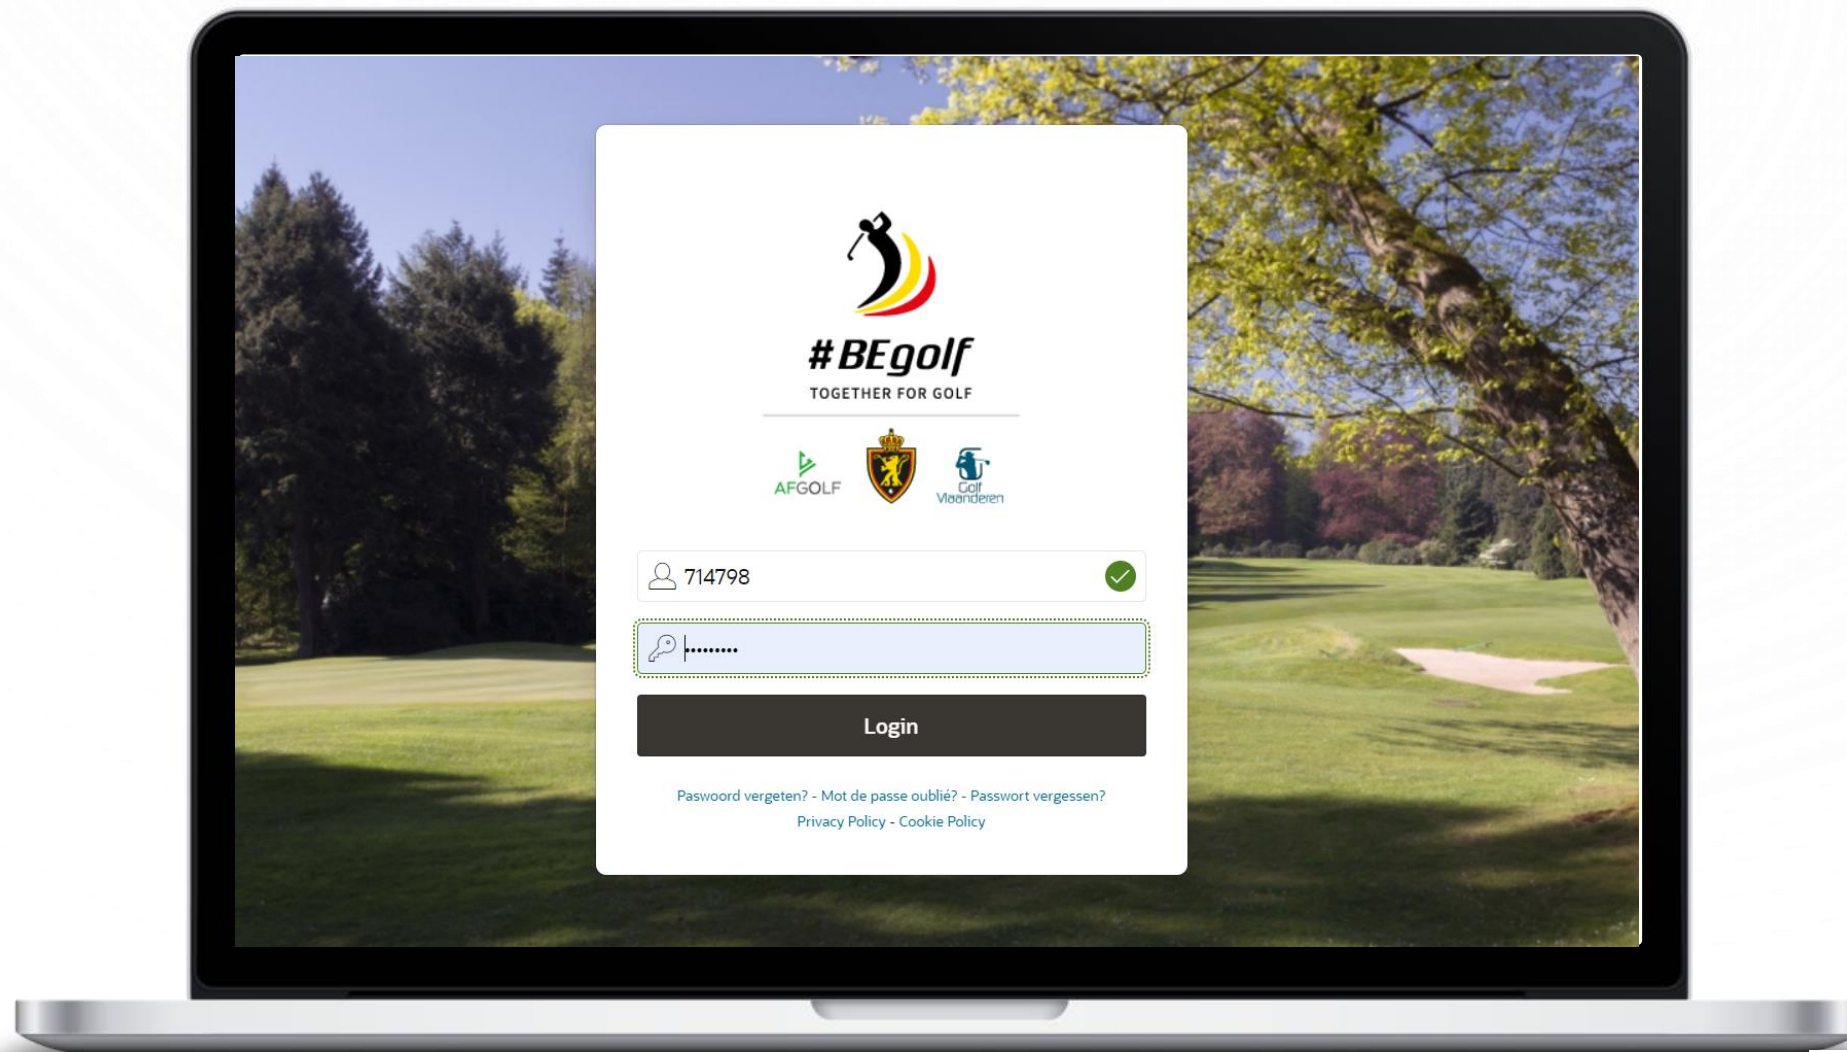 #BEgolf
TOGETHER FOR GOLF
AFGOLF
Golf
Vlaanderen
714798
•••••••••
Login
Paswoord vergeten? - Mot de passe oublié? - Passwort vergessen?
Privacy Policy - Cookie Policy